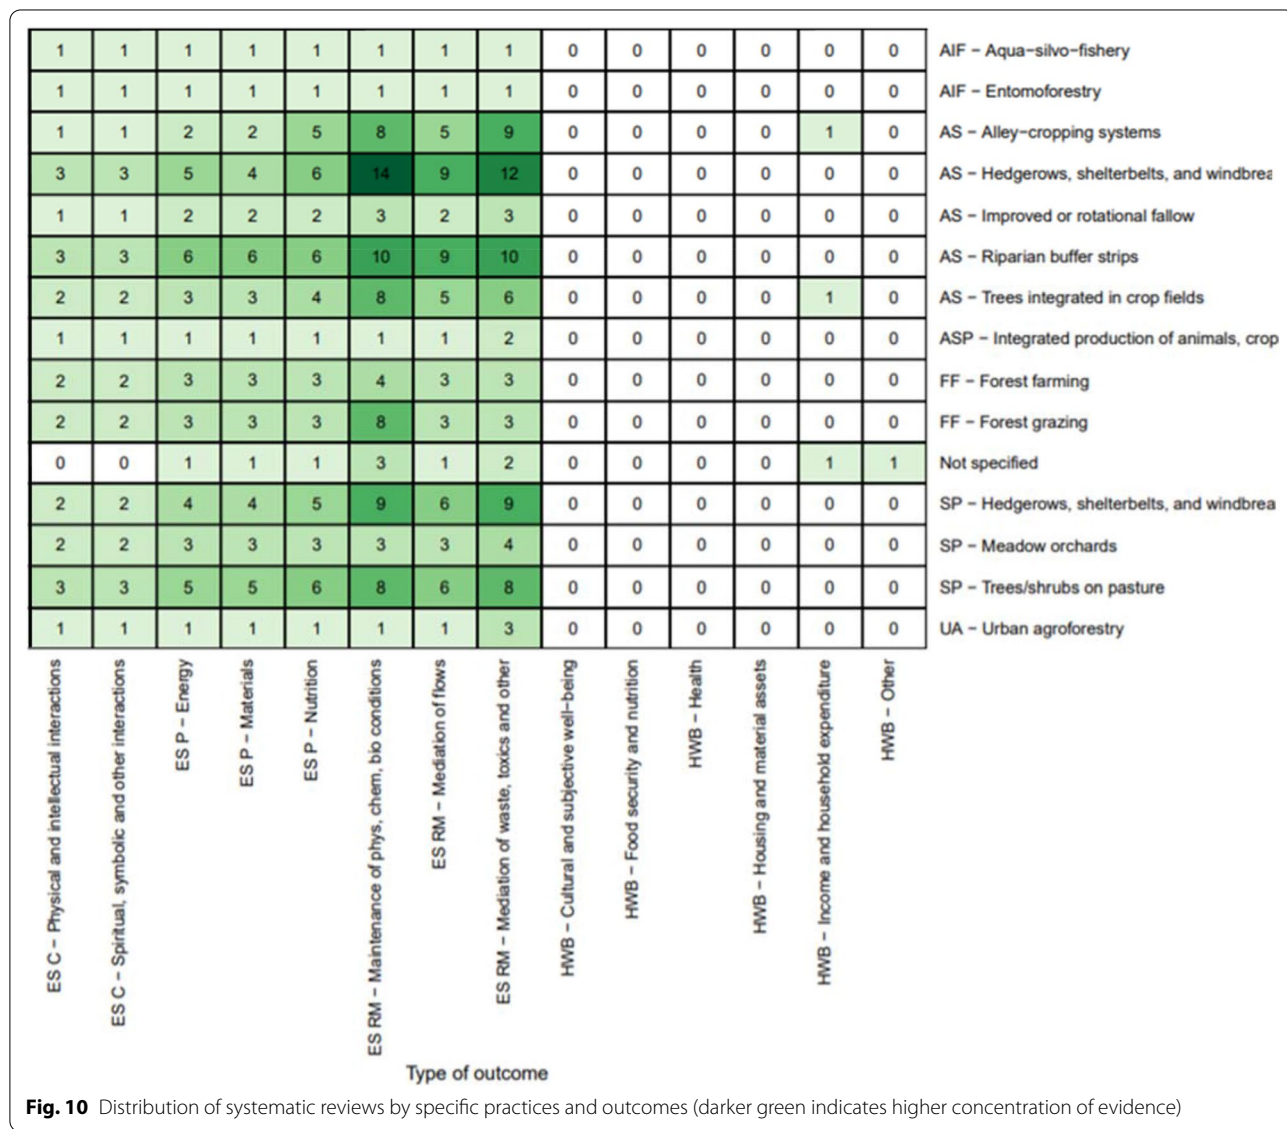 1 1 1 1 1 1 1 1 0 0 0 0 0 0 AIF − Aqua−silvo−fishery
1 1 1 1 1 1 1 1 0 0 0 0 0 0 AIF − Entomoforestry
1 1 2 2 5 8 5 9 0 0 0 0 1 0 AS − Alley−cropping systems
3 3 5 4 6 14 9 12 0 0 0 0 0 0 AS − Hedgerows, shelterbelts, and windbrea
1 1 2 2 2 3 2 3 0 0 0 0 0 0 AS − Improved or rotational fallow
3 3 6 6 6 10 9 10 0 0 0 0 0 0 AS − Riparian buffer strips
2 2 3 3 4 8 5 6 0 0 0 0 1 0 AS − Trees integrated in crop fields
1 1 1 1 1 1 1 2 0 0 0 0 0 0 ASP − Integrated production of animals, crop
2 2 3 3 3 4 3 3 0 0 0 0 0 0 FF − Forest farming
2 2 3 3 3 8 3 3 0 0 0 0 0 0 FF − Forest grazing
0 0 1 1 1 3 1 2 0 0 0 0 1 1 Not specified
2 2 4 4 5 9 6 9 0 0 0 0 0 0 SP − Hedgerows, shelterbelts, and windbrea
2 2 3 3 3 3 3 4 0 0 0 0 0 0 SP − Meadow orchards
3 3 5 5 6 8 6 8 0 0 0 0 0 0 SP − Trees/shrubs on pasture
1 1 1 1 1 1 1 3 0 0 0 0 0 0 UA − Urban agroforestry
ES C − Physical and intellectual interactions
ES C − Spiritual, symbolic and other interactions
ES P − Energy
ES P − Materials
ES P − Nutrition
ES RM − Maintenance of phys, chem, bio conditions
ES RM − Mediation of flows
ES RM − Mediation of waste, toxics and other
HWB − Cultural and subjective well−being
HWB − Food security and nutrition
HWB − Health
HWB − Housing and material assets
HWB − Income and household expenditure
HWB − Other
Type of outcome
Fig. 10 Distribution of systematic reviews by specific practices and outcomes (darker green indicates higher concentration of evidence)